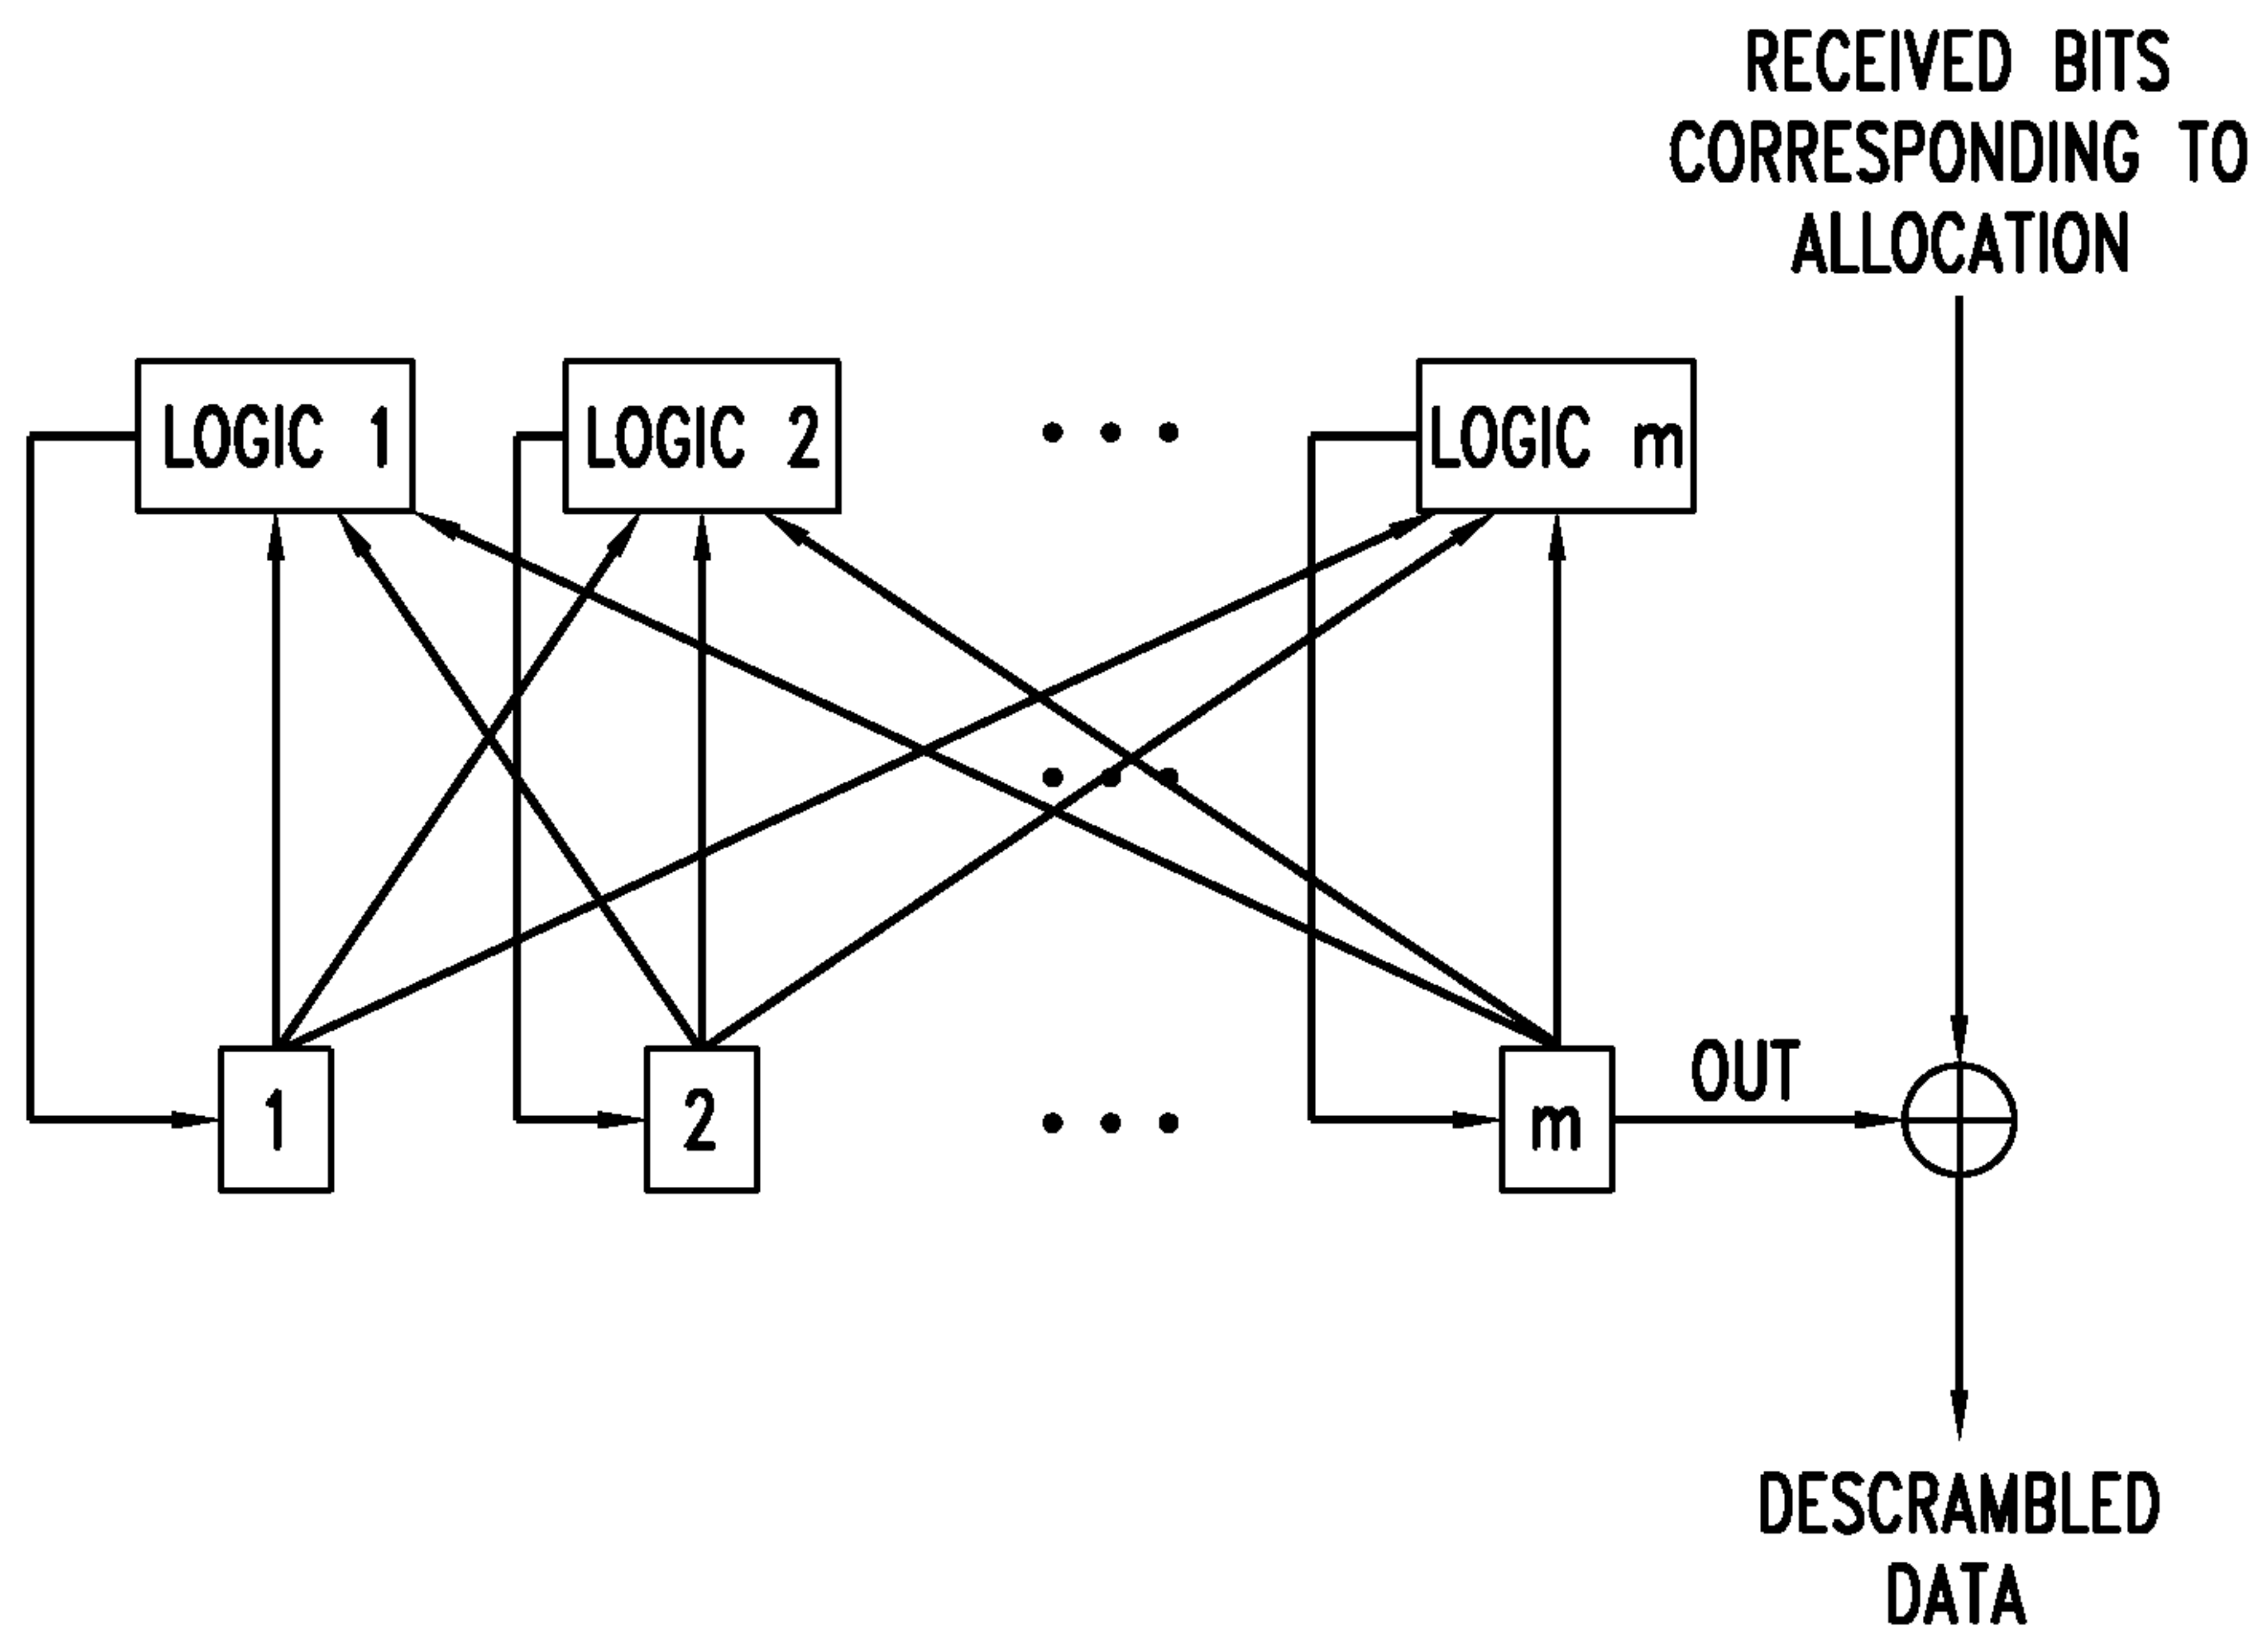 RECEIVED BITS
CORRESPONDING TO
ALLOCATION
LOGIC 1
LOGIC 2
LOGIC m
1
2
m
OUT
DESCRAMBLED
DATA